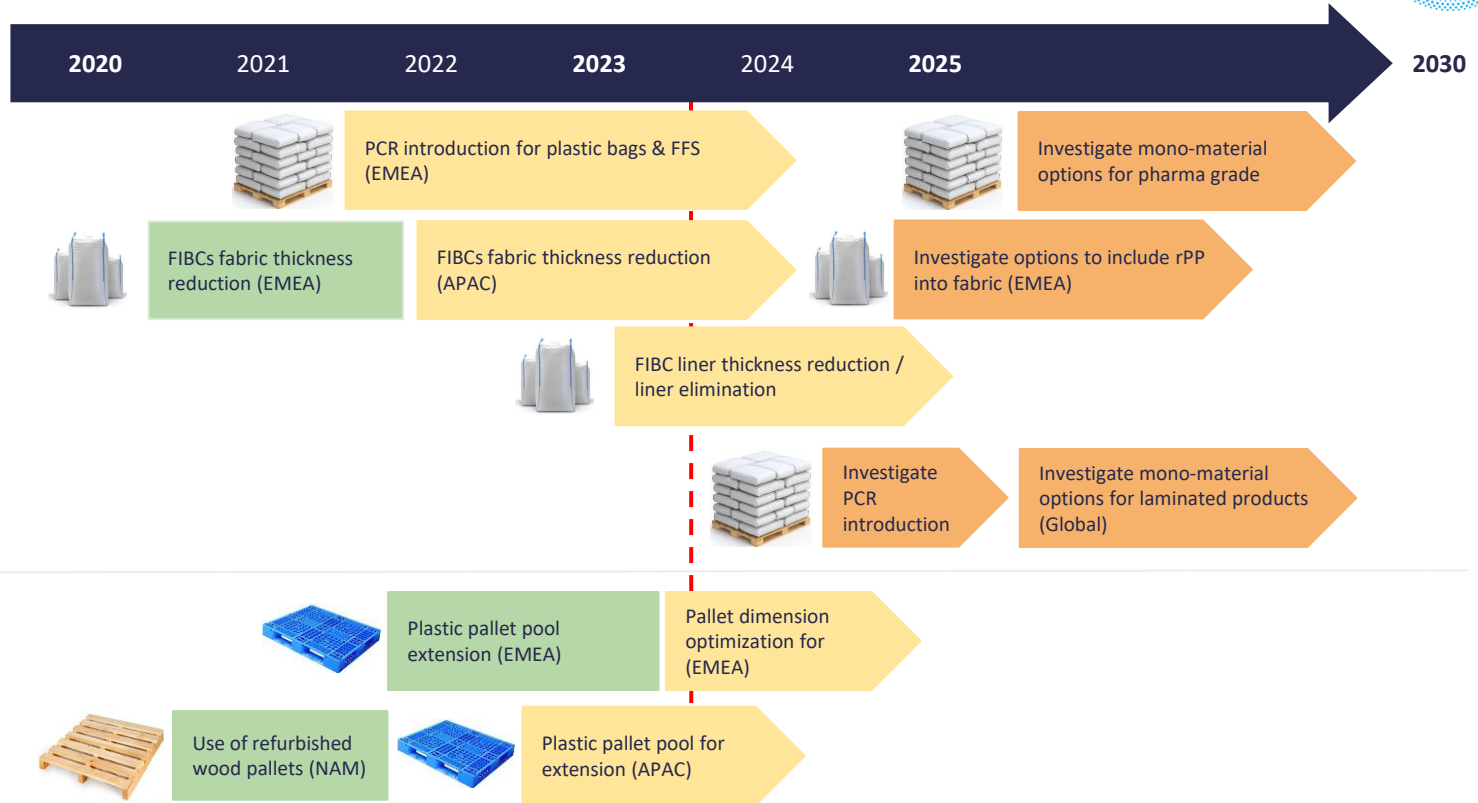 2020 2021 2022 2023 2024 2025 2030
PCR introduction for plastic bags & FFS
(EMEA)
Investigate mono-material
options for pharma grade
FIBCs fabric thickness
reduction (EMEA)
FIBCs fabric thickness reduction
(APAC)
Investigate options to include rPP
into fabric (EMEA)
FIBC liner thickness reduction /
liner elimination
Investigate
PCR
introduction
Investigate mono-material
options for laminated products
(Global)
Plastic pallet pool
extension (EMEA)
Pallet dimension
optimization for
(EMEA)
Use of refurbished
wood pallets (NAM)
Plastic pallet pool for
extension (APAC)